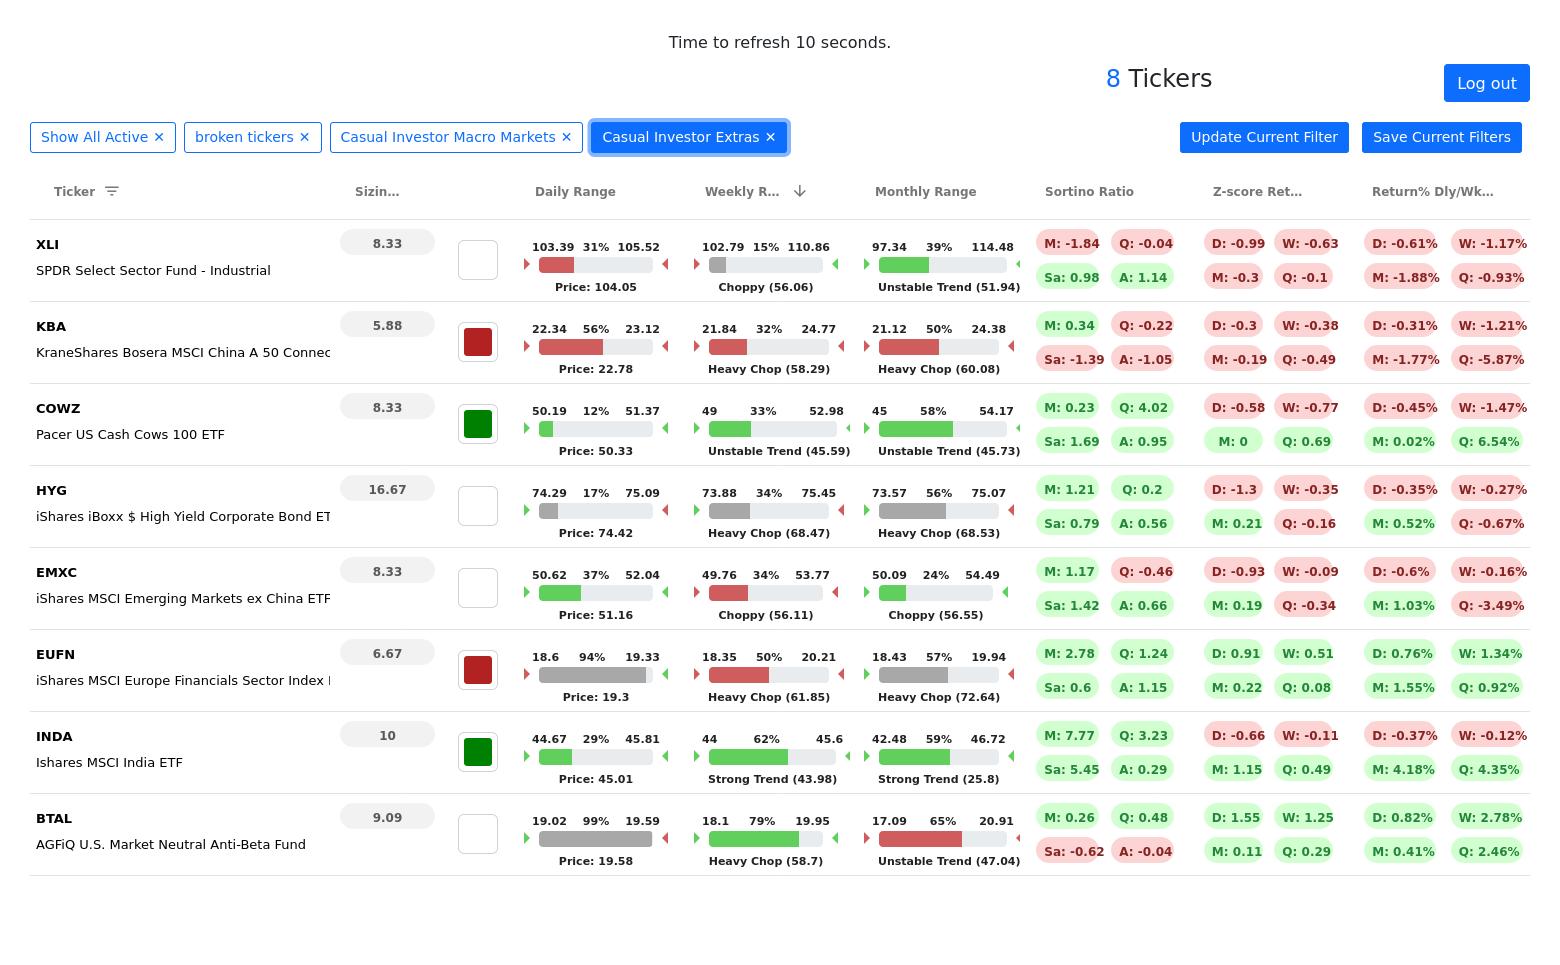 Time to refresh 10 seconds.
8 Tickers
Log out
Show All Active ✕ broken tickers ✕ Casual Investor Macro Markets ✕ Casual Investor Extras ✕ Update Current Filter Save Current Filters
Ticker Sizin... Daily Range Weekly R... Monthly Range Sortino Ratio Z-score Ret... Return% Dly/Wk...
XLI 8.33 103.39 31% 105.52 102.79 15% 110.86 97.34 39% 114.48 M: -1.84 Q: -0.04 D: -0.99 W: -0.63 D: -0.61% W: -1.17%
SPDR Select Sector Fund - Industrial Sa: 0.98 A: 1.14 M: -0.3 Q: -0.1 M: -1.88% Q: -0.93%
Price: 104.05 Choppy (56.06) Unstable Trend (51.94)
KBA 5.88 22.34 56% 23.12 21.84 32% 24.77 21.12 50% 24.38 M: 0.34 Q: -0.22 D: -0.3 W: -0.38 D: -0.31% W: -1.21%
KraneShares Bosera MSCI China A 50 Connec Sa: -1.39 A: -1.05 M: -0.19 Q: -0.49 M: -1.77% Q: -5.87%
Price: 22.78 Heavy Chop (58.29) Heavy Chop (60.08)
COWZ 8.33 50.19 12% 51.37 49 33% 52.98 45 58% 54.17 M: 0.23 Q: 4.02 D: -0.58 W: -0.77 D: -0.45% W: -1.47%
Pacer US Cash Cows 100 ETF Sa: 1.69 A: 0.95 M: 0 Q: 0.69 M: 0.02% Q: 6.54%
Price: 50.33 Unstable Trend (45.59) Unstable Trend (45.73)
HYG 16.67 74.29 17% 75.09 73.88 34% 75.45 73.57 56% 75.07 M: 1.21 Q: 0.2 D: -1.3 W: -0.35 D: -0.35% W: -0.27%
iShares iBoxx $ High Yield Corporate Bond ET Sa: 0.79 A: 0.56 M: 0.21 Q: -0.16 M: 0.52% Q: -0.67%
Price: 74.42 Heavy Chop (68.47) Heavy Chop (68.53)
EMXC 8.33 50.62 37% 52.04 49.76 34% 53.77 50.09 24% 54.49 M: 1.17 Q: -0.46 D: -0.93 W: -0.09 D: -0.6% W: -0.16%
iShares MSCI Emerging Markets ex China ETF Sa: 1.42 A: 0.66 M: 0.19 Q: -0.34 M: 1.03% Q: -3.49%
Price: 51.16 Choppy (56.11) Choppy (56.55)
EUFN 6.67 18.6 94% 19.33 18.35 50% 20.21 18.43 57% 19.94 M: 2.78 Q: 1.24 D: 0.91 W: 0.51 D: 0.76% W: 1.34%
iShares MSCI Europe Financials Sector Index Sa: 0.6 A: 1.15 M: 0.22 Q: 0.08 M: 1.55% Q: 0.92%
Price: 19.3 Heavy Chop (61.85) Heavy Chop (72.64)
INDA 10 44.67 29% 45.81 44 62% 45.6 42.48 59% 46.72 M: 7.77 Q: 3.23 D: -0.66 W: -0.11 D: -0.37% W: -0.12%
Ishares MSCI India ETF Sa: 5.45 A: 0.29 M: 1.15 Q: 0.49 M: 4.18% Q: 4.35%
Price: 45.01 Strong Trend (43.98) Strong Trend (25.8)
BTAL 9.09 19.02 99% 19.59 18.1 79% 19.95 17.09 65% 20.91 M: 0.26 Q: 0.48 D: 1.55 W: 1.25 D: 0.82% W: 2.78%
AGFiQ U.S. Market Neutral Anti-Beta Fund Sa: -0.62 A: -0.04 M: 0.11 Q: 0.29 M: 0.41% Q: 2.46%
Price: 19.58 Heavy Chop (58.7) Unstable Trend (47.04)